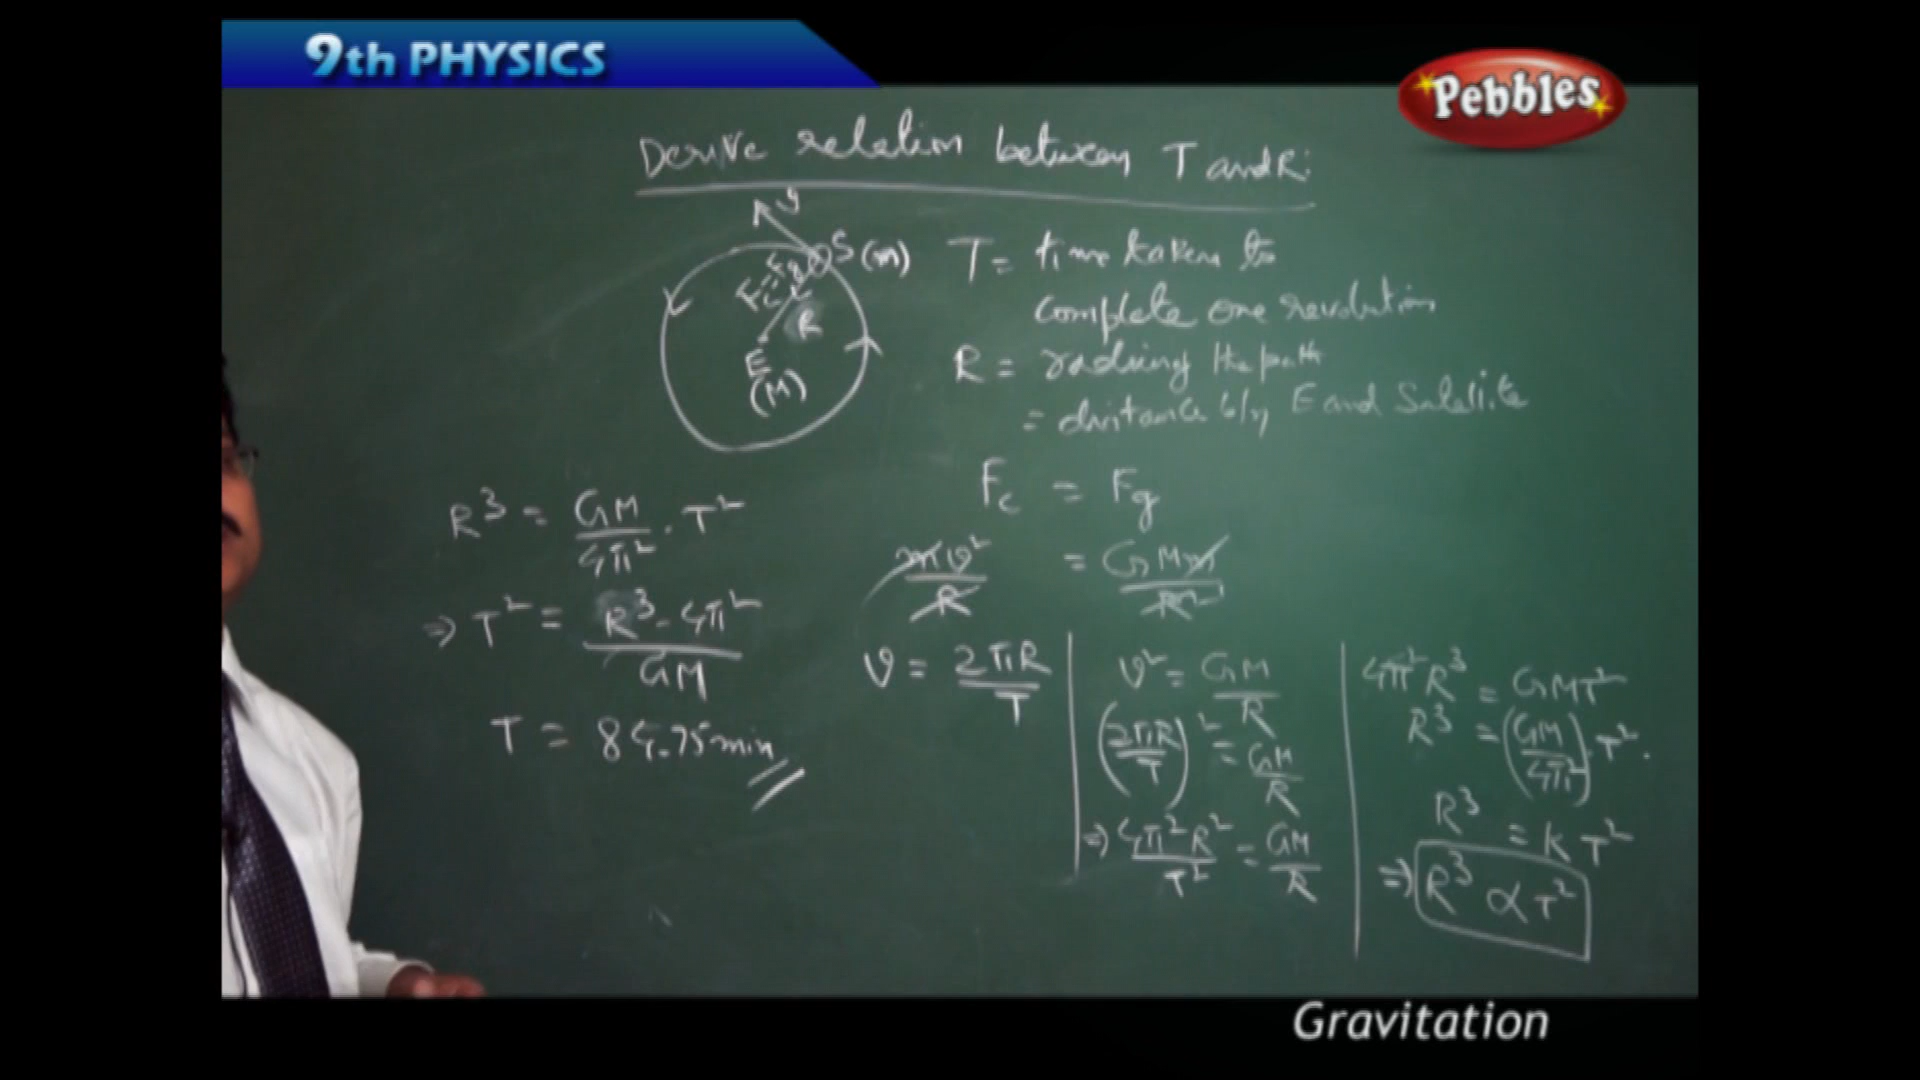 9th PHYSICS
Pebbles
Derive relation between T and R:
v
S (m)
Fc = Fg
R
E
(M)
T = time taken to
complete one revolution
R = radius of the path
= distance b/n E and Satellite
Fc = Fg
mv²/R = GMm/R²
v = 2πR/T
v² = GM/R
(2πR/T)² = GM/R
⇒ 4π²R²/T² = GM/R
4π²R³ = GMT²
R³ = (GM/4π²) . T².
R³ = K T²
⇒ R³ ∝ T²
R³ = GM/4π² . T²
⇒ T² = R³ . 4π²/GM
T = 84.75 min
Gravitation